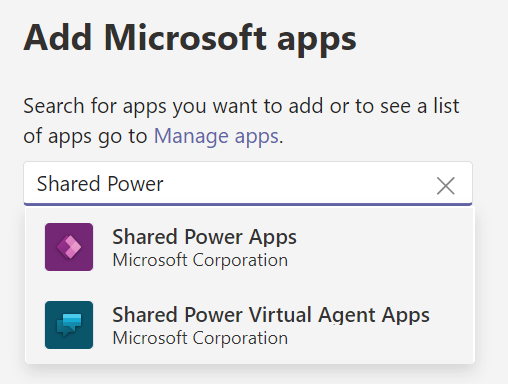 Add Microsoft apps
Search for apps you want to add or to see a list
of apps go to Manage apps.
Shared Power
Shared Power Apps
Microsoft Corporation
Shared Power Virtual Agent Apps
Microsoft Corporation